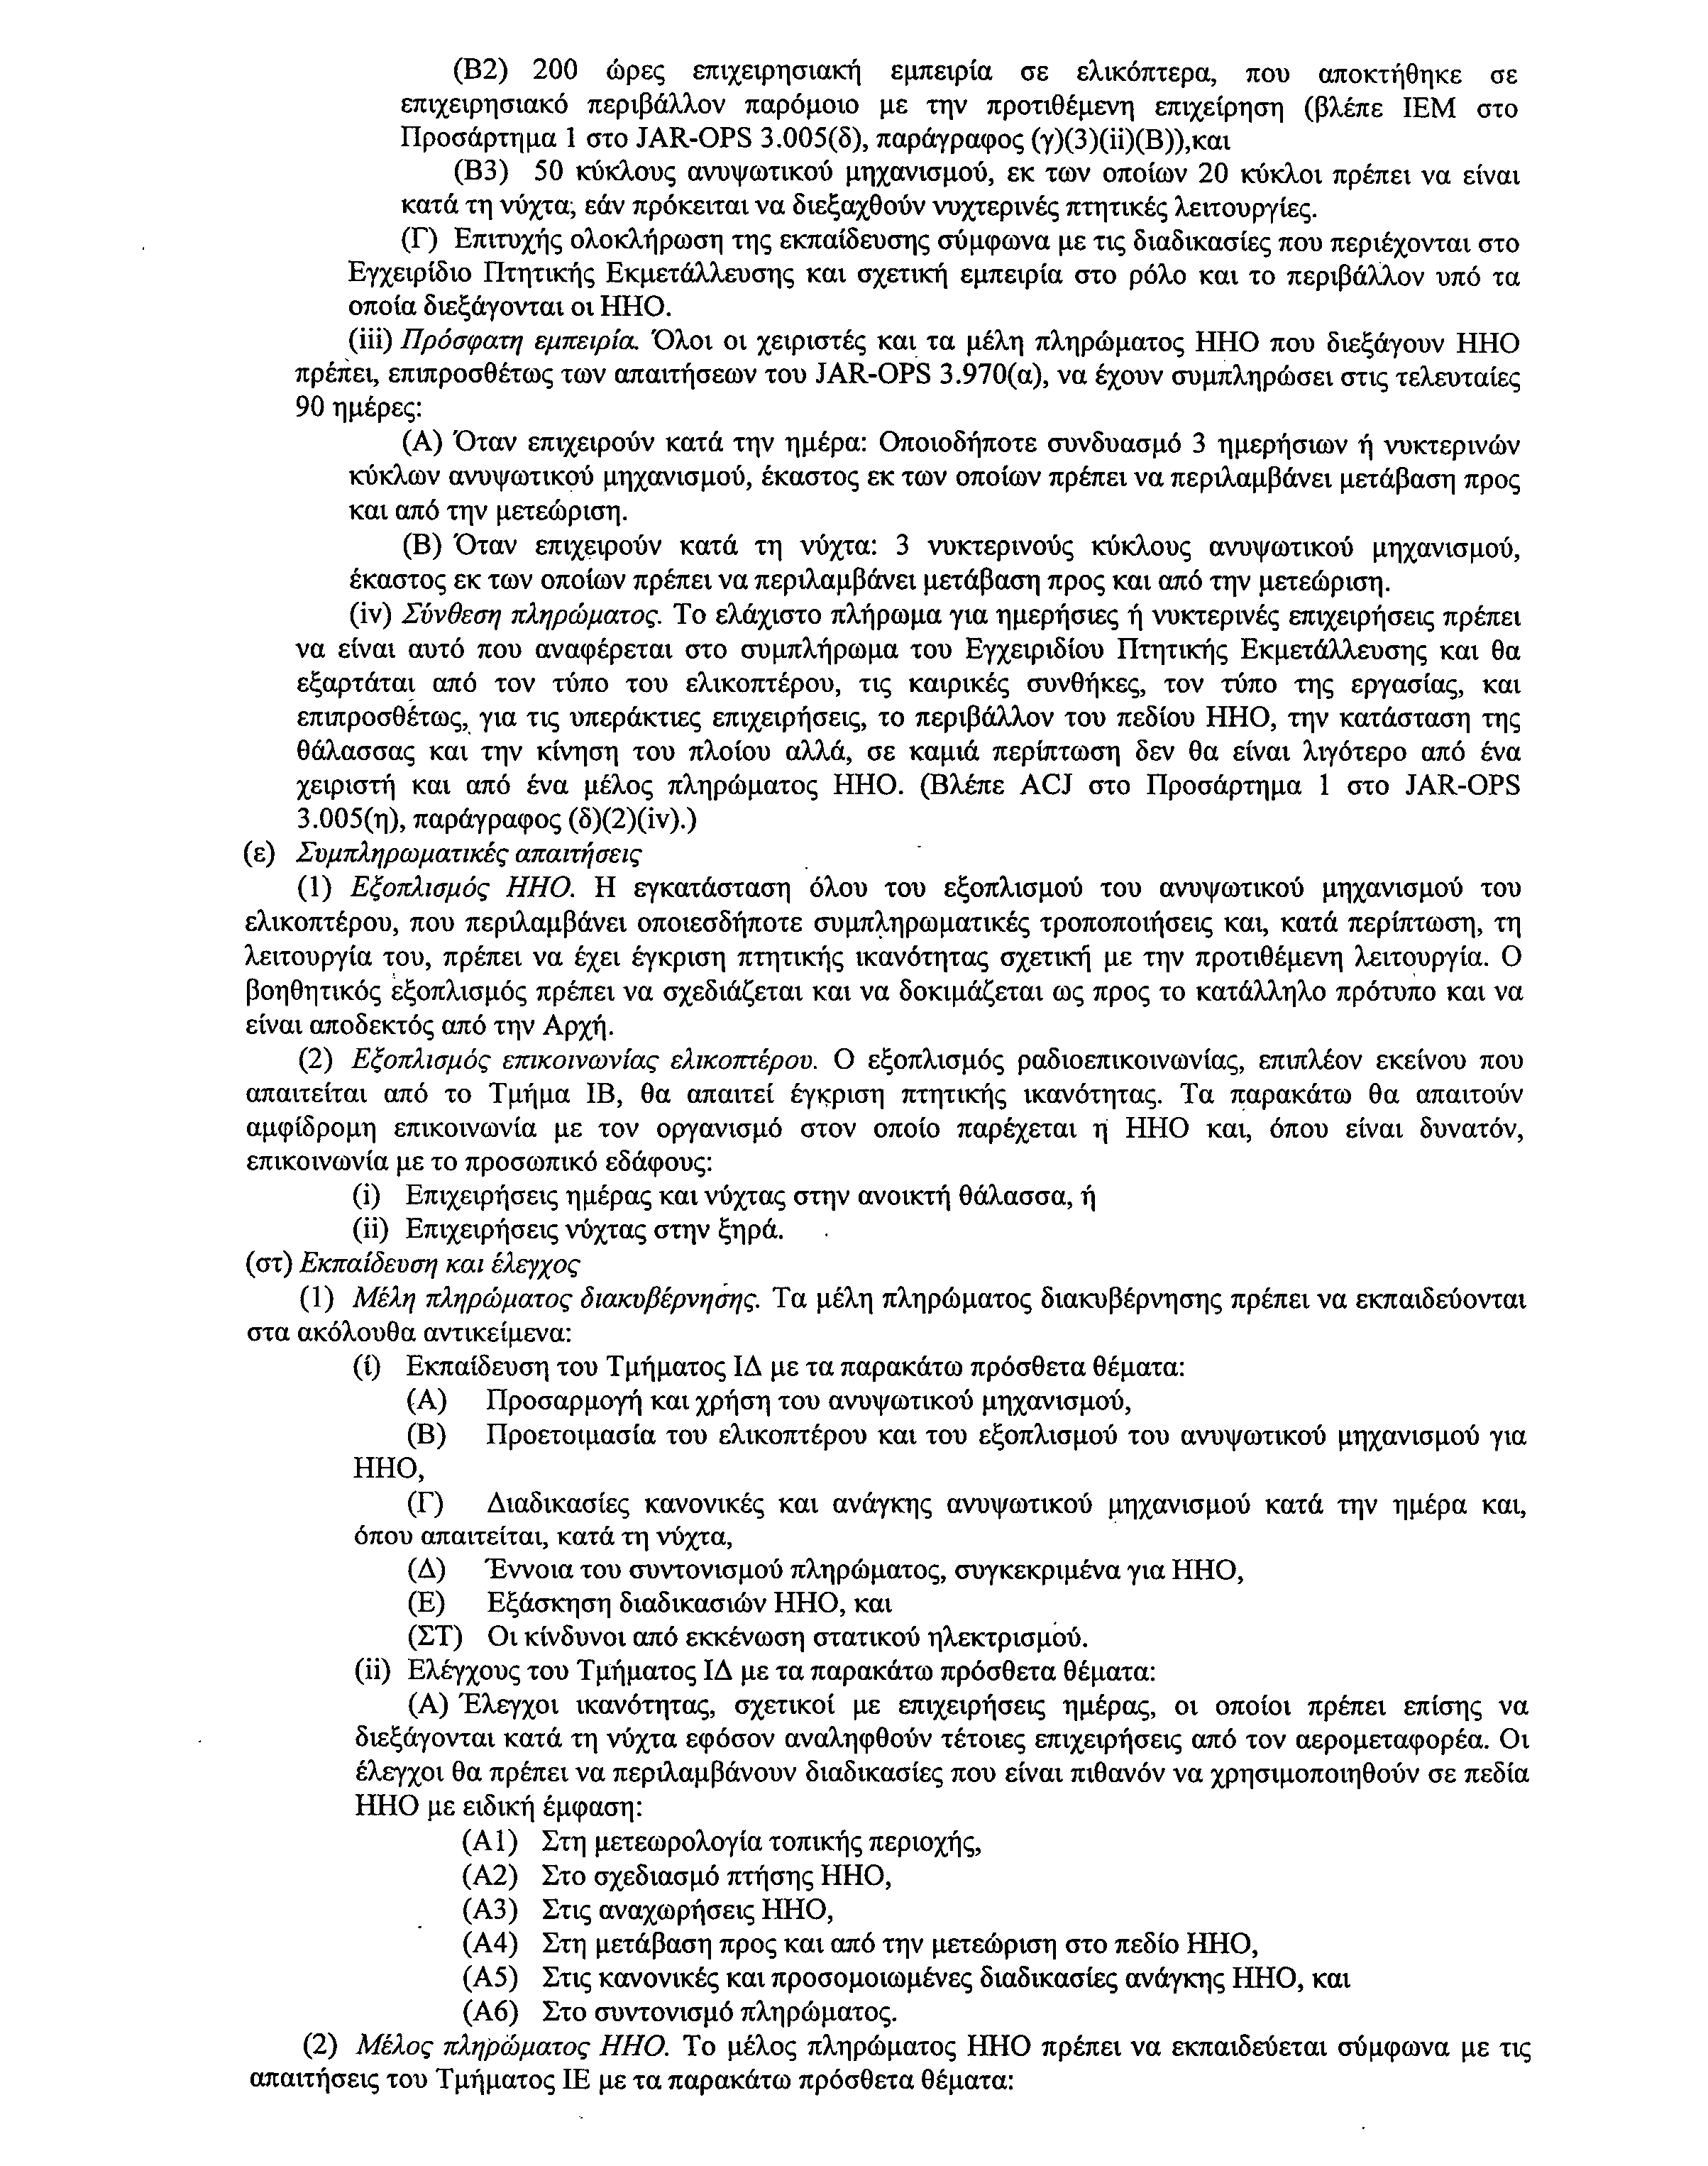 (Β2) 200 ώρες επιχειρησιακή εμπειρία σε ελικόπτερα, που αποκτήθηκε σε
επιχειρησιακό περιβάλλον παρόμοιο με την προτιθέμενη επιχείρηση (βλέπε ΙΕΜ στο
Προσάρτημα 1 στο JAR-OPS 3.005(δ), παράγραφος (γ)(3)(ii)(Β)),και
(Β3) 50 κύκλους ανυψωτικού μηχανισμού, εκ των οποίων 20 κύκλοι πρέπει να είναι
κατά τη νύχτα, εάν πρόκειται να διεξαχθούν νυχτερινές πτητικές λειτουργίες.
(Γ) Επιτυχής ολοκλήρωση της εκπαίδευσης σύμφωνα με τις διαδικασίες που περιέχονται στο
Εγχειρίδιο Πτητικής Εκμετάλλευσης και σχετική εμπειρία στο ρόλο και το περιβάλλον υπό τα
οποία διεξάγονται οι ΗΗΟ.
(iii) Πρόσφατη εμπειρία. Όλοι οι χειριστές και τα μέλη πληρώματος ΗΗΟ που διεξάγουν ΗΗΟ
πρέπει, επιπροσθέτως των απαιτήσεων του JAR-OPS 3.970(α), να έχουν συμπληρώσει στις τελευταίες
90 ημέρες:
(Α) Όταν επιχειρούν κατά την ημέρα: Οποιοδήποτε συνδυασμό 3 ημερήσιων ή νυκτερινών
κύκλων ανυψωτικού μηχανισμού, έκαστος εκ των οποίων πρέπει να περιλαμβάνει μετάβαση προς
και από την μετεώριση.
(Β) Όταν επιχειρούν κατά τη νύχτα: 3 νυκτερινούς κύκλους ανυψωτικού μηχανισμού,
έκαστος εκ των οποίων πρέπει να περιλαμβάνει μετάβαση προς και από την μετεώριση.
(iv) Σύνθεση πληρώματος. Το ελάχιστο πλήρωμα για ημερήσιες ή νυκτερινές επιχειρήσεις πρέπει
να είναι αυτό που αναφέρεται στο συμπλήρωμα του Εγχειριδίου Πτητικής Εκμετάλλευσης και θα
εξαρτάται από τον τύπο του ελικοπτέρου, τις καιρικές συνθήκες, τον τύπο της εργασίας, και
επιπροσθέτως, για τις υπεράκτιες επιχειρήσεις, το περιβάλλον του πεδίου ΗΗΟ, την κατάσταση της
θάλασσας και την κίνηση του πλοίου αλλά, σε καμιά περίπτωση δεν θα είναι λιγότερο από ένα
χειριστή και από ένα μέλος πληρώματος ΗΗΟ. (Βλέπε ACJ στο Προσάρτημα 1 στο JAR-OPS
3.005(η), παράγραφος (δ)(2)(iv).)
(ε) Συμπληρωματικές απαιτήσεις
(1) Εξοπλισμός ΗΗΟ. Η εγκατάσταση όλου του εξοπλισμού του ανυψωτικού μηχανισμού του
ελικοπτέρου, που περιλαμβάνει οποιεσδήποτε συμπληρωματικές τροποποιήσεις και, κατά περίπτωση, τη
λειτουργία του, πρέπει να έχει έγκριση πτητικής ικανότητας σχετική με την προτιθέμενη λειτουργία. Ο
βοηθητικός εξοπλισμός πρέπει να σχεδιάζεται και να δοκιμάζεται ως προς το κατάλληλο πρότυπο και να
είναι αποδεκτός από την Αρχή.
(2) Εξοπλισμός επικοινωνίας ελικοπτέρου. Ο εξοπλισμός ραδιοεπικοινωνίας, επιπλέον εκείνου που
απαιτείται από το Τμήμα ΙΒ, θα απαιτεί έγκριση πτητικής ικανότητας. Τα παρακάτω θα απαιτούν
αμφίδρομη επικοινωνία με τον οργανισμό στον οποίο παρέχεται η ΗΗΟ και, όπου είναι δυνατόν,
επικοινωνία με το προσωπικό εδάφους:
(i) Επιχειρήσεις ημέρας και νύχτας στην ανοικτή θάλασσα, ή
(ii) Επιχειρήσεις νύχτας στην ξηρά.
(στ) Εκπαίδευση και έλεγχος
(1) Μέλη πληρώματος διακυβέρνησης. Τα μέλη πληρώματος διακυβέρνησης πρέπει να εκπαιδεύονται
στα ακόλουθα αντικείμενα:
(i) Εκπαίδευση του Τμήματος ΙΔ με τα παρακάτω πρόσθετα θέματα:
(Α) Προσαρμογή και χρήση του ανυψωτικού μηχανισμού,
(Β) Προετοιμασία του ελικοπτέρου και του εξοπλισμού του ανυψωτικού μηχανισμού για
ΗΗΟ,
(Γ) Διαδικασίες κανονικές και ανάγκης ανυψωτικού μηχανισμού κατά την ημέρα και,
όπου απαιτείται, κατά τη νύχτα,
(Δ) Έννοια του συντονισμού πληρώματος, συγκεκριμένα για ΗΗΟ,
(Ε) Εξάσκηση διαδικασιών ΗΗΟ, και
(ΣΤ) Οι κίνδυνοι από εκκένωση στατικού ηλεκτρισμού.
(ii) Ελέγχους του Τμήματος ΙΔ με τα παρακάτω πρόσθετα θέματα:
(Α) Έλεγχοι ικανότητας, σχετικοί με επιχειρήσεις ημέρας, οι οποίοι πρέπει επίσης να
διεξάγονται κατά τη νύχτα εφόσον αναληφθούν τέτοιες επιχειρήσεις από τον αερομεταφορέα. Οι
έλεγχοι θα πρέπει να περιλαμβάνουν διαδικασίες που είναι πιθανόν να χρησιμοποιηθούν σε πεδία
ΗΗΟ με ειδική έμφαση:
(Α1) Στη μετεωρολογία τοπικής περιοχής,
(Α2) Στο σχεδιασμό πτήσης ΗΗΟ,
(Α3) Στις αναχωρήσεις ΗΗΟ,
(Α4) Στη μετάβαση προς και από την μετεώριση στο πεδίο ΗΗΟ,
(Α5) Στις κανονικές και προσομοιωμένες διαδικασίες ανάγκης ΗΗΟ, και
(Α6) Στο συντονισμό πληρώματος.
(2) Μέλος πληρώματος ΗΗΟ. Το μέλος πληρώματος ΗΗΟ πρέπει να εκπαιδεύεται σύμφωνα με τις
απαιτήσεις του Τμήματος ΙΕ με τα παρακάτω πρόσθετα θέματα: